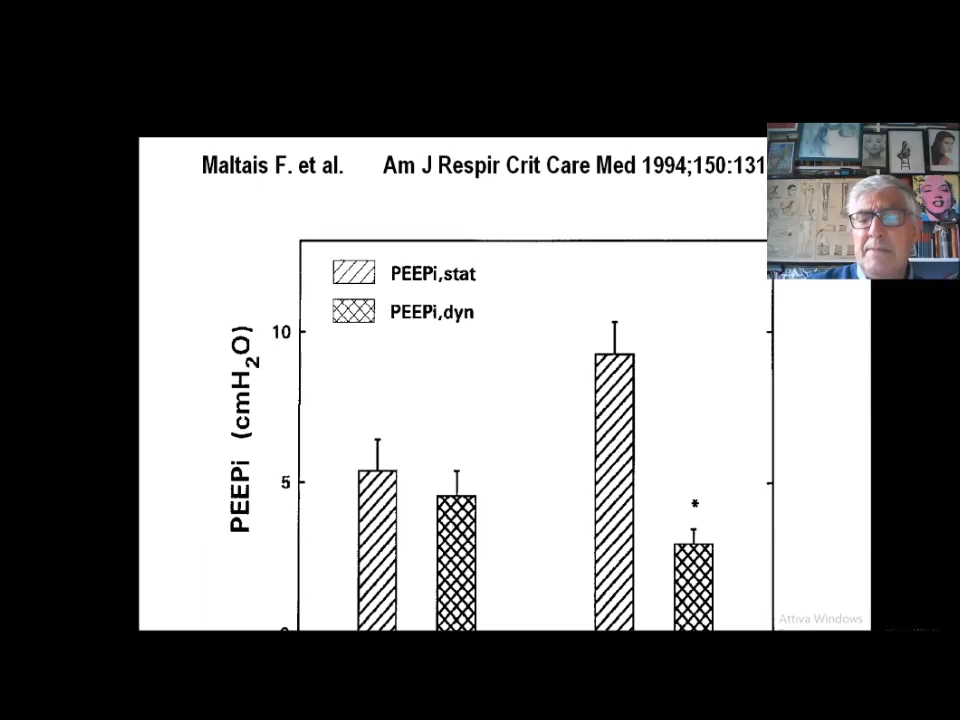 Maltais F. et al. Am J Respir Crit Care Med 1994;150:131
PEEPi,stat
PEEPi,dyn
PEEPi (cmH2O)
10
5
*
Attiva Windows